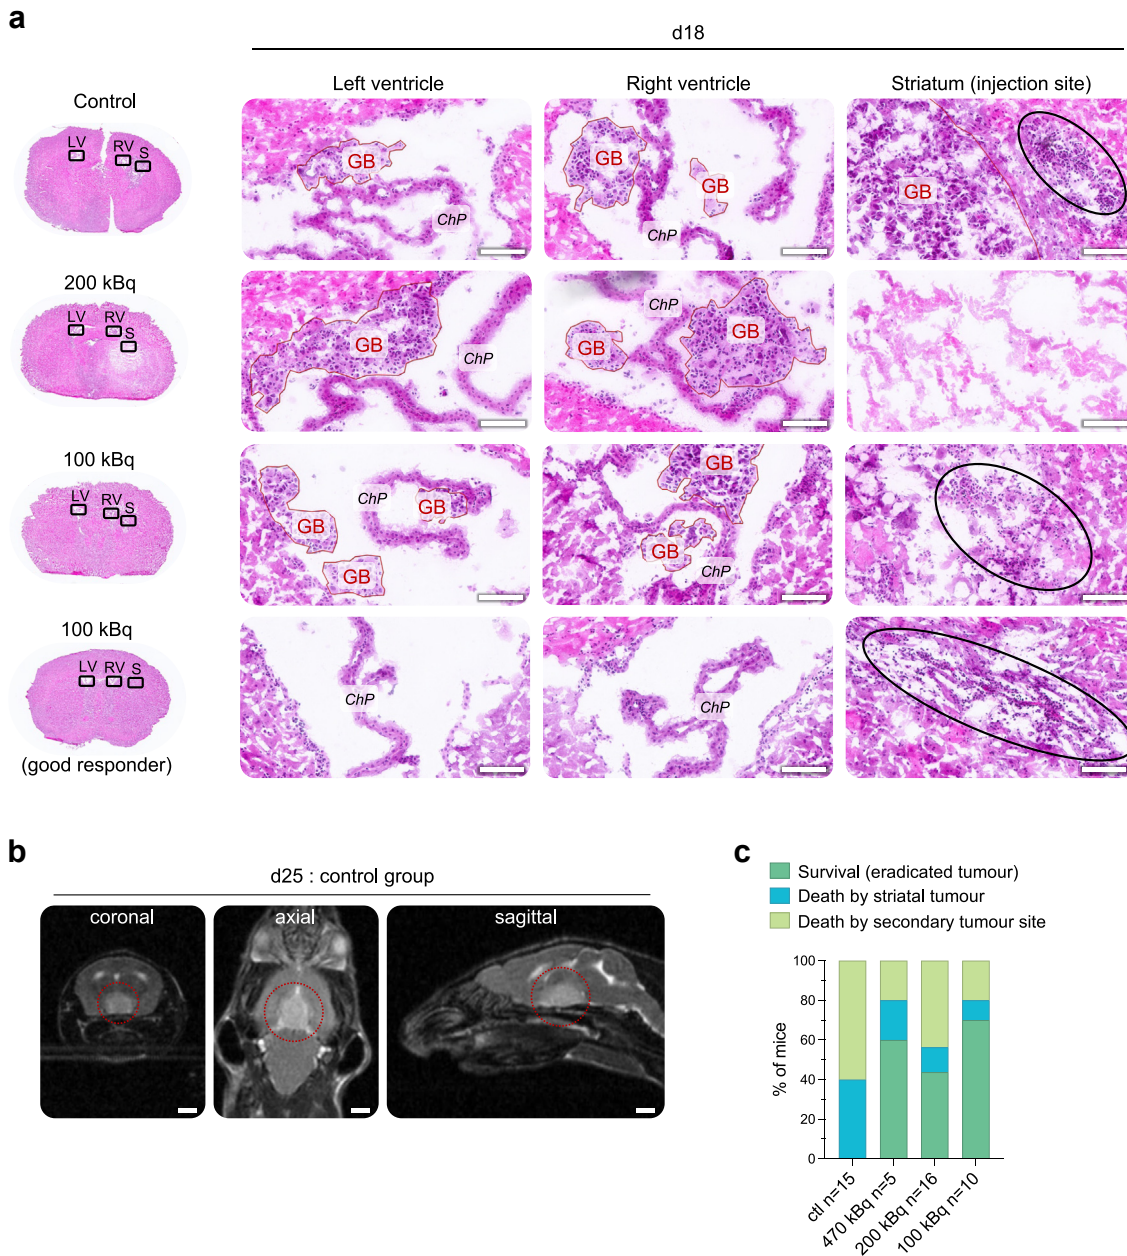 a
d18
Left ventricle
Right ventricle
Striatum (injection site)
Control
LV
RV
S
GB
ChP
GB
GB
ChP
GB
200 kBq
LV
RV
S
GB
ChP
ChP
GB
GB
100 kBq
LV
RV
S
ChP
GB
GB
GB
GB
GB
ChP
100 kBq
LV
RV
S
(good responder)
ChP
ChP
b
d25 : control group
coronal
axial
sagittal
c
Survival (eradicated tumour)
Death by striatal tumour
Death by secondary tumour site
% of mice
100
80
60
40
20
0
ctl n=15
470 kBq n=5
200 kBq n=16
100 kBq n=10